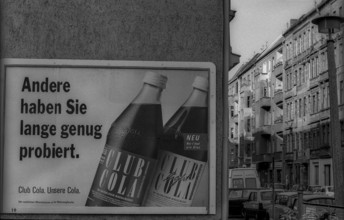 Andere
haben Sie
lange genug
probiert.
Club Cola. Unsere Cola.
CLUB
COLA
NEU
CLUB
COLA